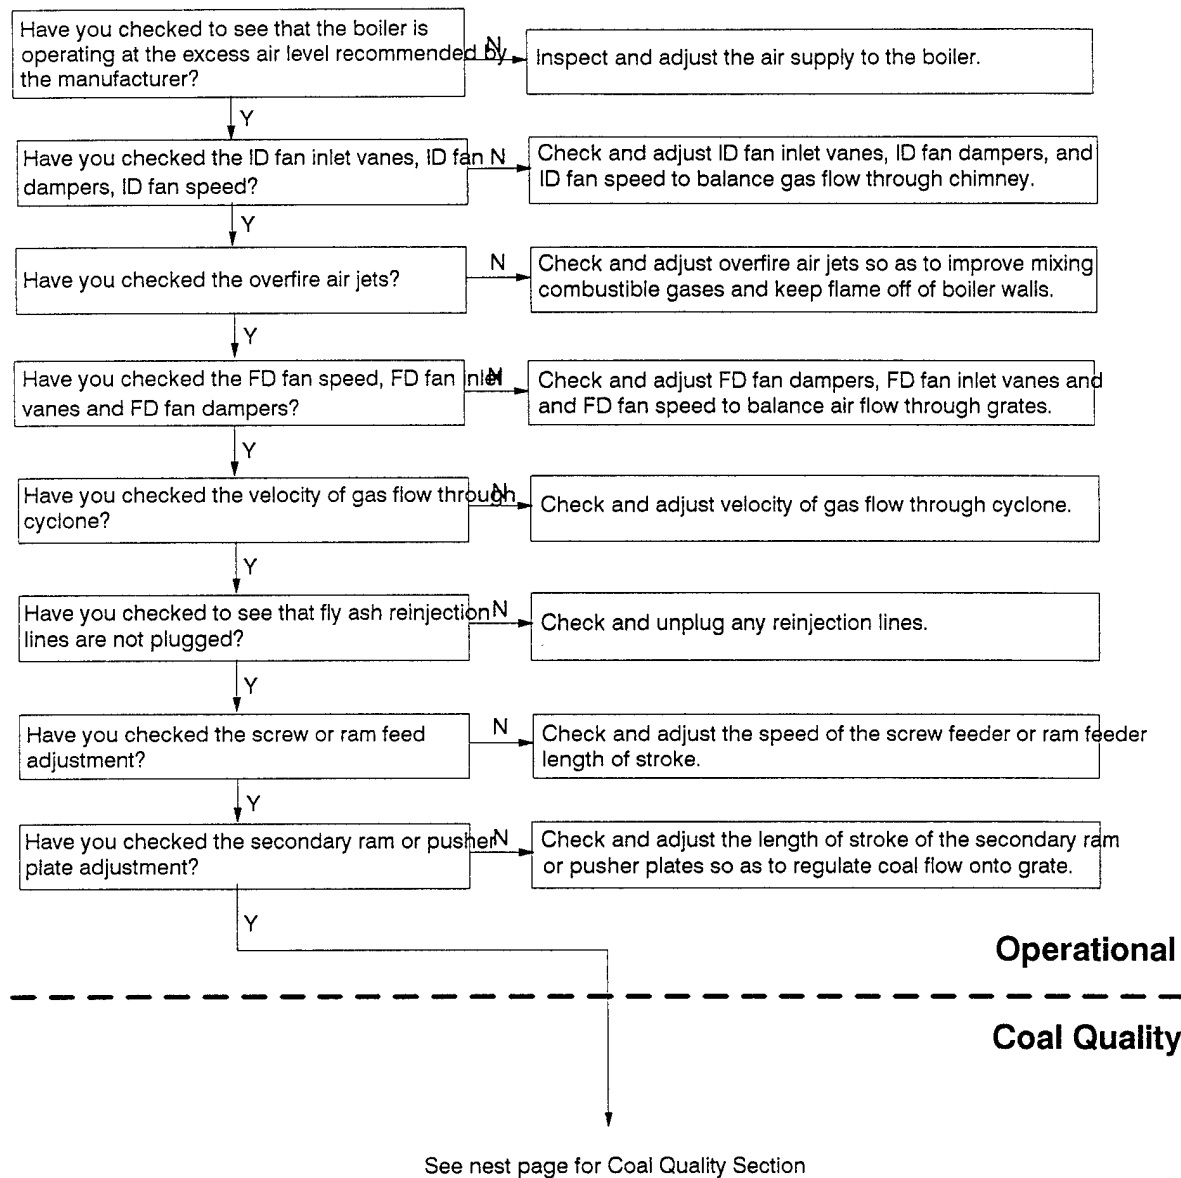 Have you checked to see that the boiler is
operating at the excess air level recommended by
the manufacturer?
N
Inspect and adjust the air supply to the boiler.
Y
Have you checked the ID fan inlet vanes, ID fan
dampers, ID fan speed?
N
Check and adjust ID fan inlet vanes, ID fan dampers, and
ID fan speed to balance gas flow through chimney.
Y
Have you checked the overfire air jets?
N
Check and adjust overfire air jets so as to improve mixing
combustible gases and keep flame off of boiler walls.
Y
Have you checked the FD fan speed, FD fan inlet
vanes and FD fan dampers?
N
Check and adjust FD fan dampers, FD fan inlet vanes and
and FD fan speed to balance air flow through grates.
Y
Have you checked the velocity of gas flow through
cyclone?
N
Check and adjust velocity of gas flow through cyclone.
Y
Have you checked to see that fly ash reinjection
lines are not plugged?
N
Check and unplug any reinjection lines.
Y
Have you checked the screw or ram feed
adjustment?
N
Check and adjust the speed of the screw feeder or ram feeder
length of stroke.
Y
Have you checked the secondary ram or pusher
plate adjustment?
N
Check and adjust the length of stroke of the secondary ram
or pusher plates so as to regulate coal flow onto grate.
Y
Operational
Coal Quality
See nest page for Coal Quality Section